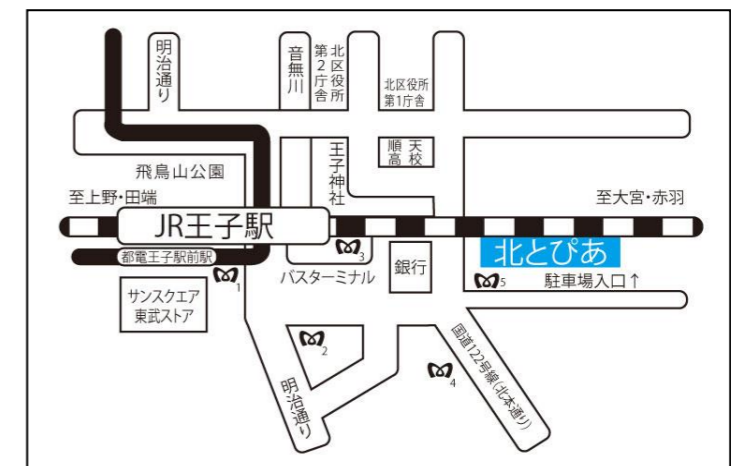 明治通り
音無川
北区役所
第2庁舎
北区役所
第1庁舎
順天
高校
王子神社
飛鳥山公園
至上野・田端
至大宮・赤羽
JR王子駅
都電王子駅前駅
北とぴあ
3
バスターミナル
銀行
5
駐車場入口↑
1
サンスクエア
東武ストア
2
4
明治通り
国道122号線(北本通り)